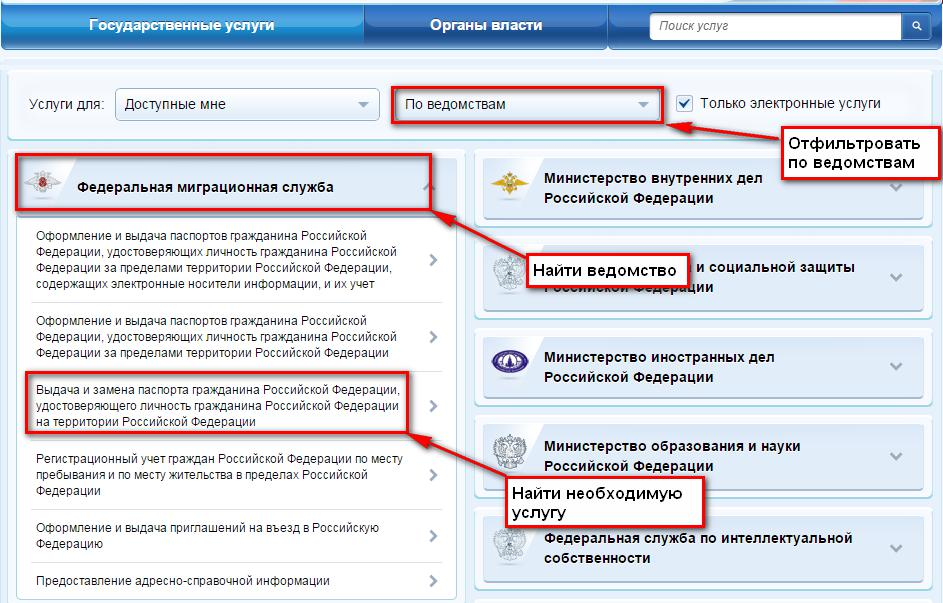 Государственные услуги
Органы власти
Поиск услуг
Услуги для:
Доступные мне
По ведомствам
Только электронные услуги
Отфильтровать
по ведомствам
Федеральная миграционная служба
Оформление и выдача паспортов гражданина Российской
Федерации, удостоверяющих личность гражданина Российской
Федерации за пределами территории Российской Федерации,
содержащих электронные носители информации, и их учет
Оформление и выдача паспортов гражданина Российской
Федерации, удостоверяющих личность гражданина Российской
Федерации за пределами территории Российской Федерации
Выдача и замена паспорта гражданина Российской Федерации,
удостоверяющего личность гражданина Российской Федерации
на территории Российской Федерации
Регистрационный учет граждан Российской Федерации по месту
пребывания и по месту жительства в пределах Российской
Федерации
Оформление и выдача приглашений на въезд в Российскую
Федерацию
Предоставление адресно-справочной информации
Министерство внутренних дел
Российской Федерации
Найти ведомство
и социальной защиты
Российской Федерации
Министерство иностранных дел
Российской Федерации
Министерство образования и науки
Российской Федерации
Найти необходимую
услугу
Федеральная служба по интеллектуальной
собственности